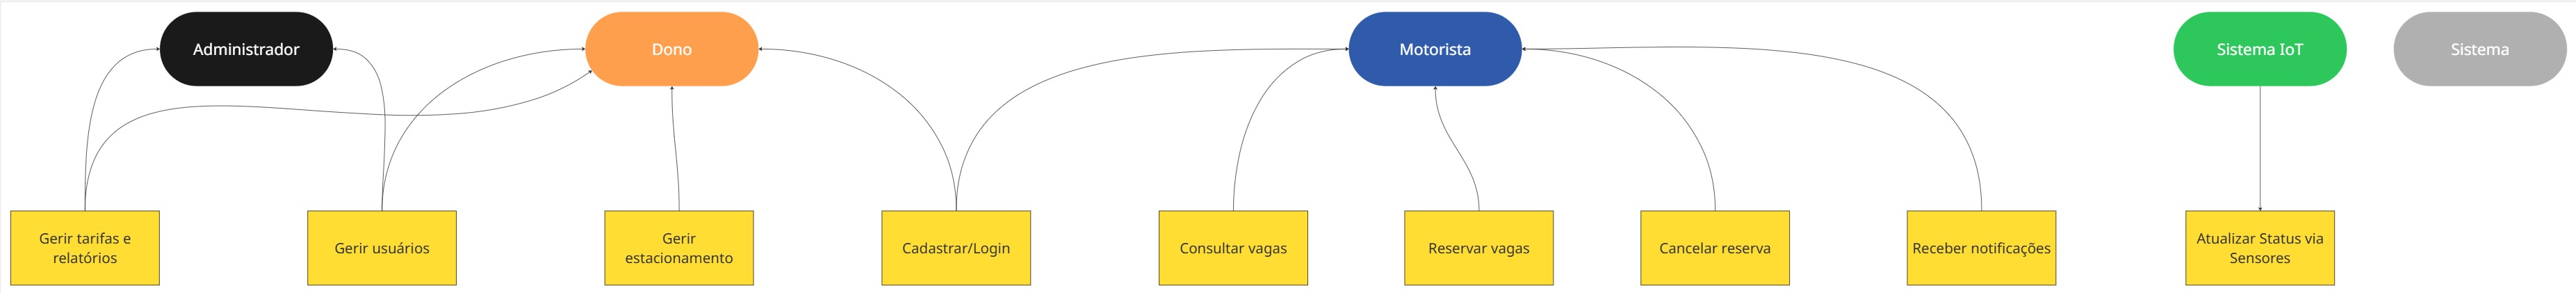 Administrador
Dono
Motorista
Sistema IoT
Sistema
Gerir tarifas e
relatórios
Gerir usuários
Gerir
estacionamento
Cadastrar/Login
Consultar vagas
Reservar vagas
Cancelar reserva
Receber notificações
Atualizar Status via
Sensores